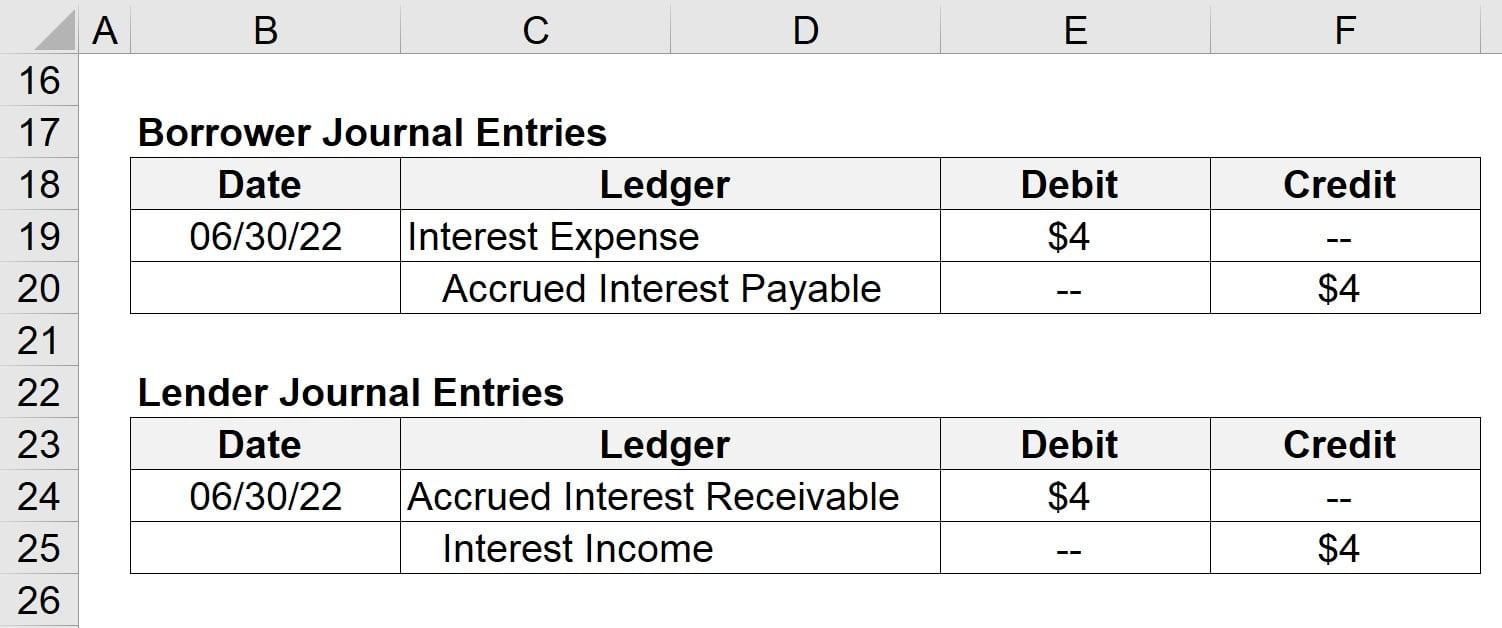 A B C D E F
16
17 Borrower Journal Entries
18 Date Ledger Debit Credit
19 06/30/22 Interest Expense $4 --
20 Accrued Interest Payable -- $4
21
22 Lender Journal Entries
23 Date Ledger Debit Credit
24 06/30/22 Accrued Interest Receivable $4 --
25 Interest Income -- $4
26